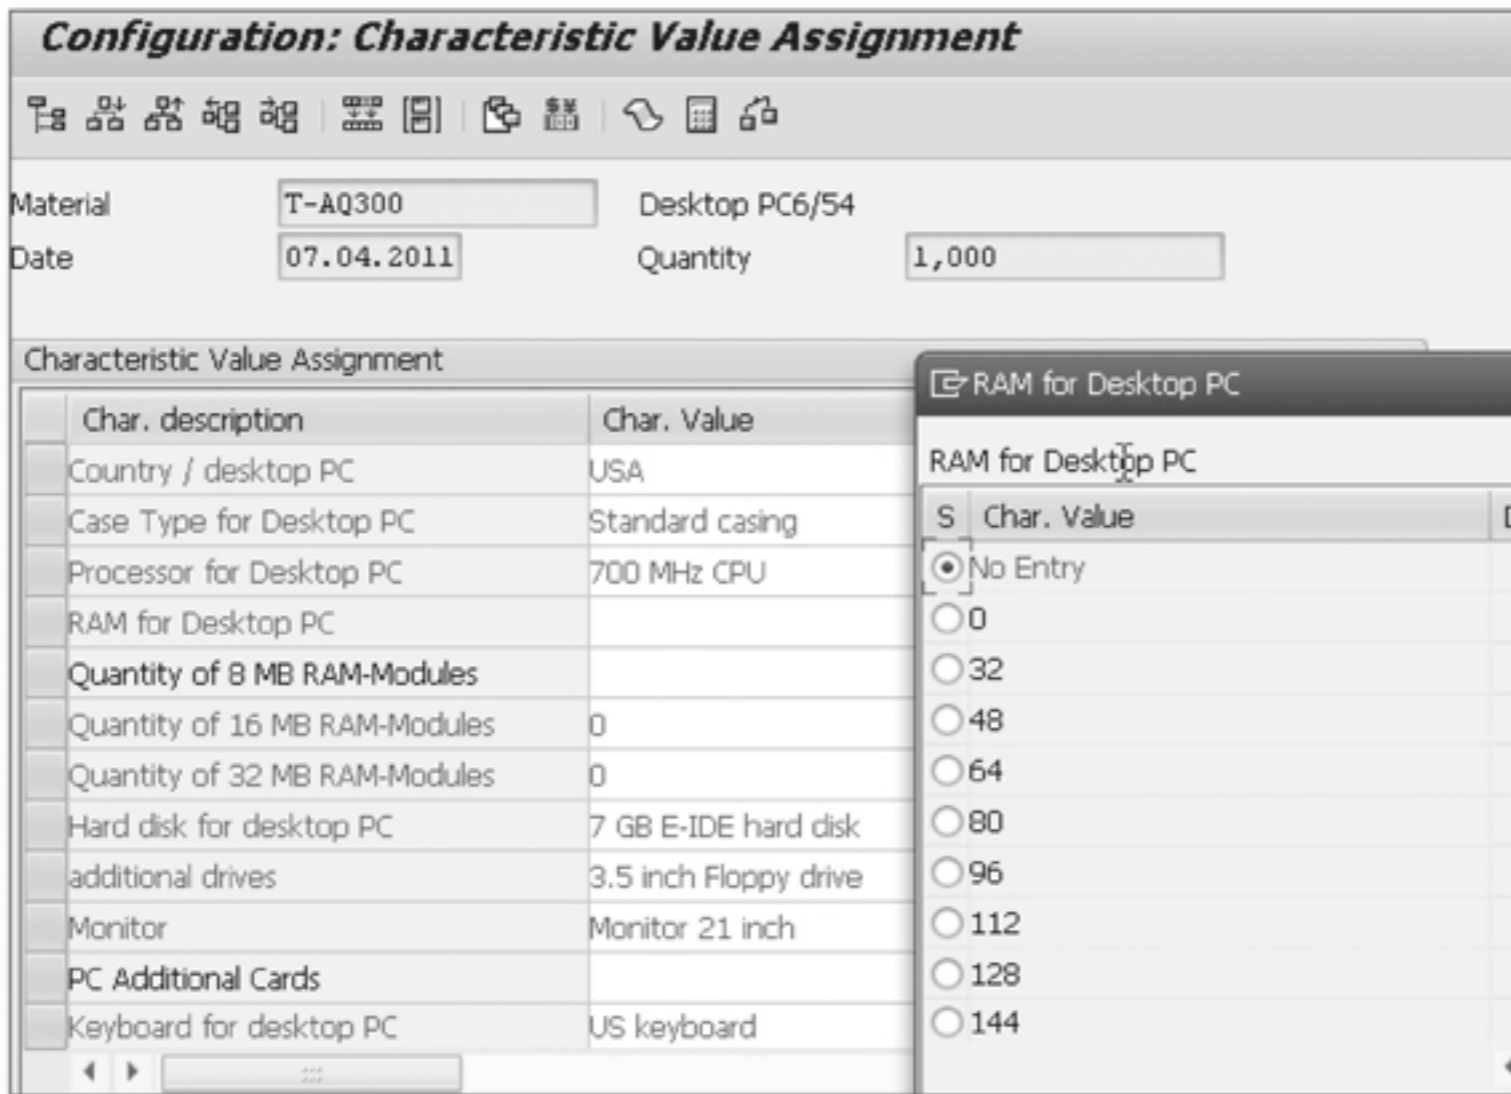 Configuration: Characteristic Value Assignment
Material T-AQ300 Desktop PC6/54
Date 07.04.2011 Quantity 1,000
Characteristic Value Assignment
Char. description Char. Value
Country / desktop PC USA
Case Type for Desktop PC Standard casing
Processor for Desktop PC 700 MHz CPU
RAM for Desktop PC
Quantity of 8 MB RAM-Modules
Quantity of 16 MB RAM-Modules 0
Quantity of 32 MB RAM-Modules 0
Hard disk for desktop PC 7 GB E-IDE hard disk
additional drives 3.5 inch Floppy drive
Monitor Monitor 21 inch
PC Additional Cards
Keyboard for desktop PC US keyboard
RAM for Desktop PC
RAM for Desktop PC
S Char. Value
No Entry
0
32
48
64
80
96
112
128
144